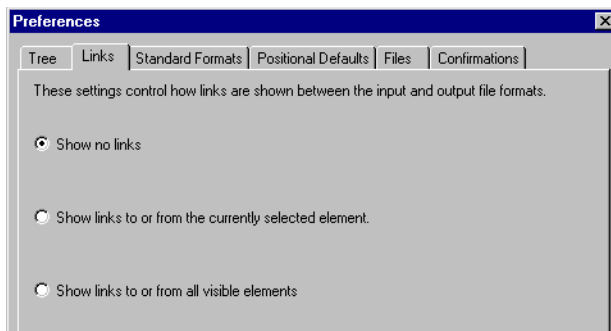 Preferences
Tree Links Standard Formats Positional Defaults Files Confirmations
These settings control how links are shown between the input and output file formats.
Show no links
Show links to or from the currently selected element.
Show links to or from all visible elements